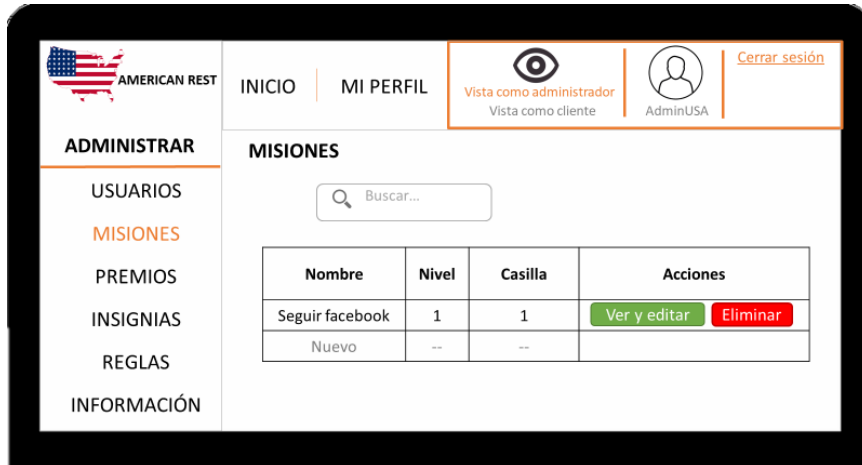 AMERICAN REST
INICIO
MI PERFIL
Vista como administrador
Vista como cliente
AdminUSA
Cerrar sesión
ADMINISTRAR
USUARIOS
MISIONES
PREMIOS
INSIGNIAS
REGLAS
INFORMACIÓN
MISIONES
Buscar...
Nombre Nivel Casilla Acciones
Seguir facebook 1 1 Ver y editar Eliminar
Nuevo -- --